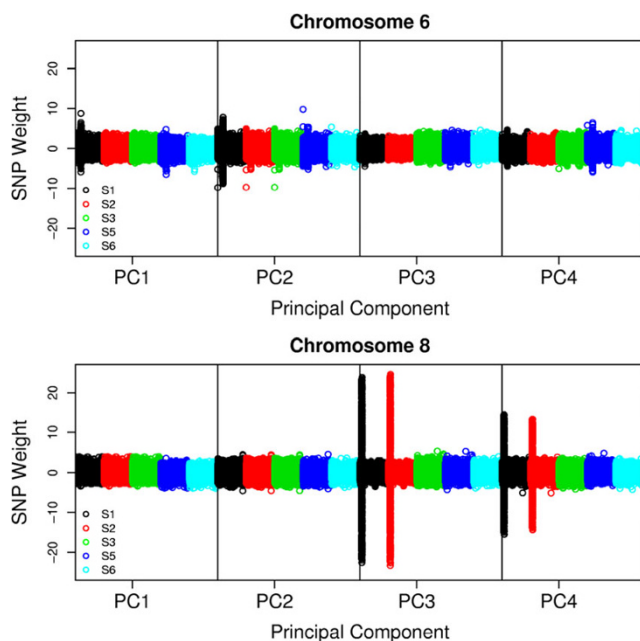 Chromosome 6
SNP Weight
20
10
0
−10
−20
S1
S2
S3
S5
S6
PC1 PC2 PC3 PC4
Principal Component
Chromosome 8
SNP Weight
20
10
0
−10
−20
S1
S2
S3
S5
S6
PC1 PC2 PC3 PC4
Principal Component